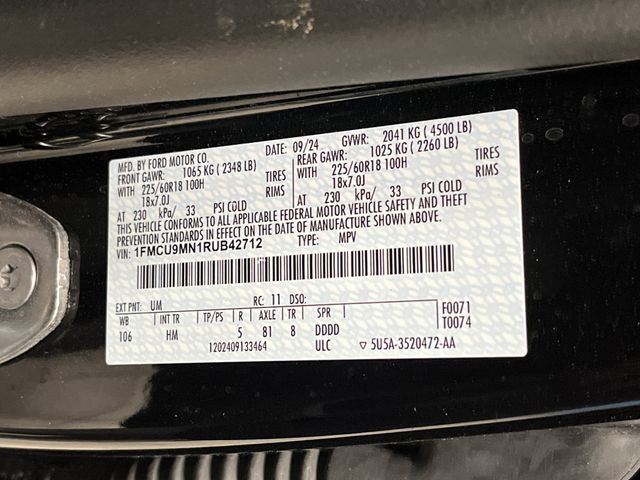 MFD. BY FORD MOTOR CO. DATE: 09/24 GVWR: 2041 KG ( 4500 LB)
FRONT GAWR: 1065 KG ( 2348 LB) REAR GAWR: 1025 KG ( 2260 LB)
WITH 225/60R18 100H TIRES WITH 225/60R18 100H TIRES
18x7.0J RIMS 18x7.0J RIMS
AT 230 kPa/ 33 PSI COLD AT 230 kPa/ 33 PSI COLD
THIS VEHICLE CONFORMS TO ALL APPLICABLE FEDERAL MOTOR VEHICLE SAFETY AND THEFT
PREVENTION STANDARDS IN EFFECT ON THE DATE OF MANUFACTURE SHOWN ABOVE.
VIN: 1FMCU9MN1RUB42712 TYPE: MPV
EXT PNT: UM RC: 11 DSO:
WB INT TR TP/PS R AXLE TR SPR F0071
106 HM 5 81 8 DDDD T0074
1202409133464 ULC ▽ 5U5A-3520472-AA